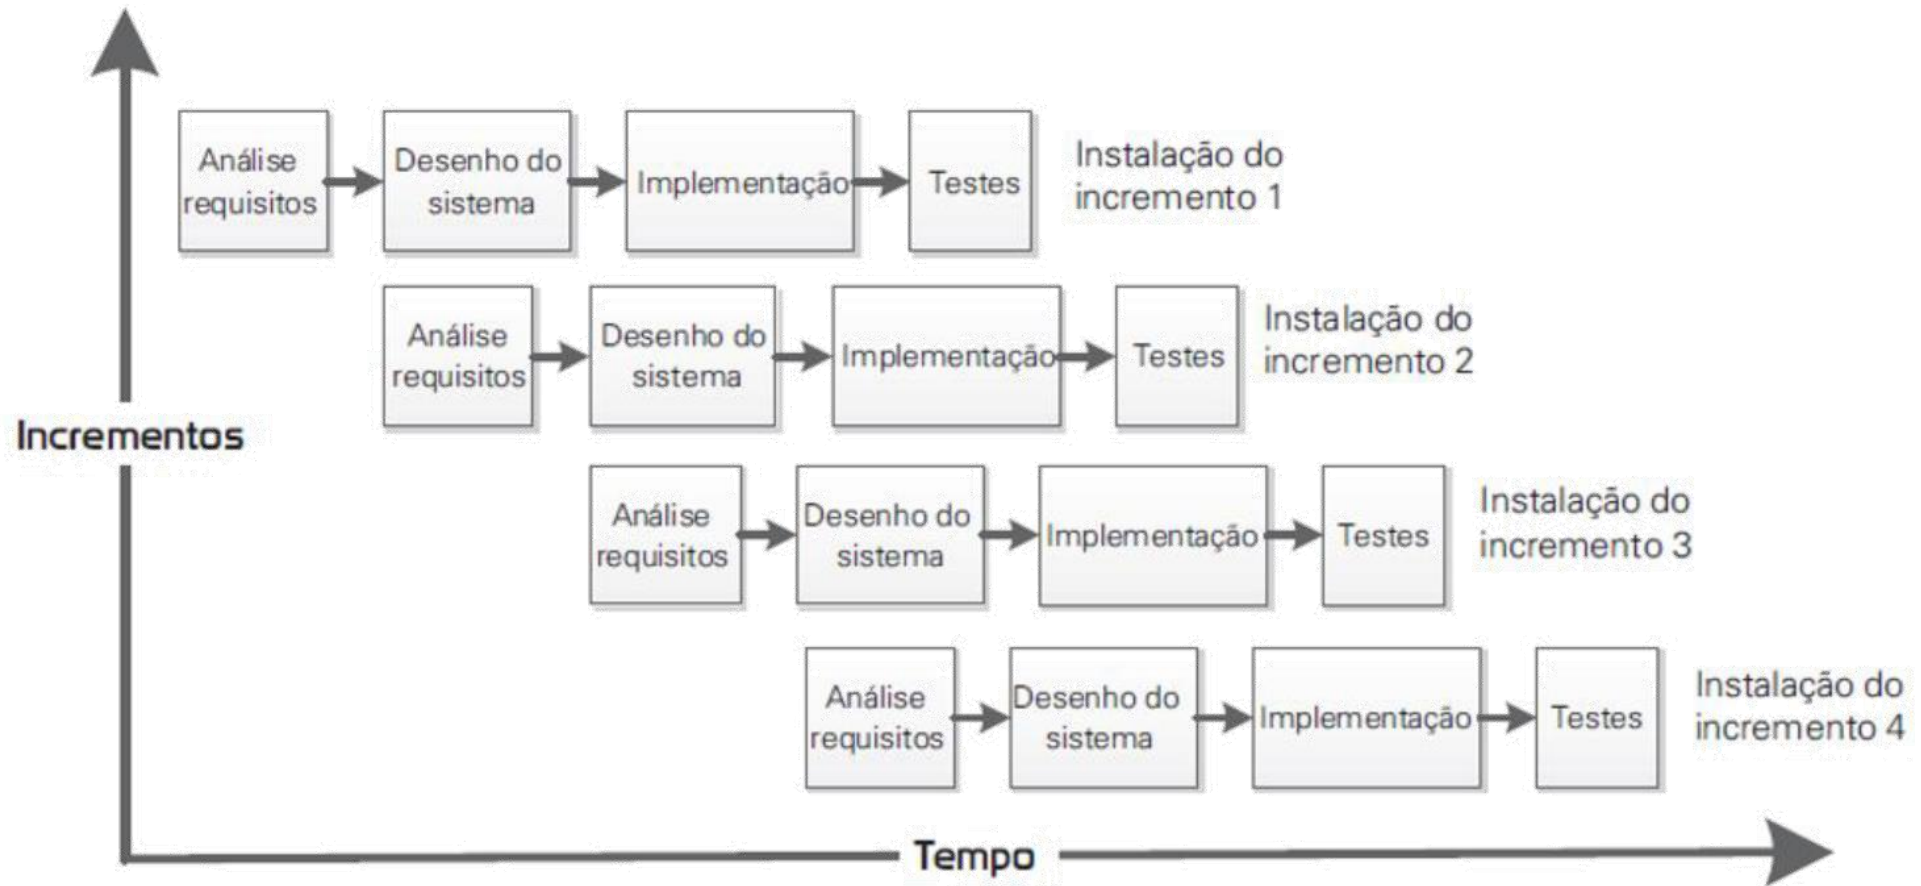 Análise
requisitos
Desenho do
sistema
Implementação
Testes
Instalação do
incremento 1
Análise
requisitos
Desenho do
sistema
Implementação
Testes
Instalação do
incremento 2
Incrementos
Análise
requisitos
Desenho do
sistema
Implementação
Testes
Instalação do
incremento 3
Análise
requisitos
Desenho do
sistema
Implementação
Testes
Instalação do
incremento 4
Tempo